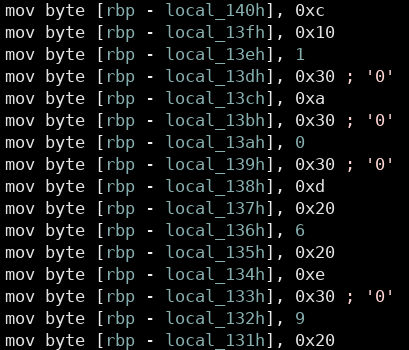 mov byte [rbp - local_140h], 0xc
mov byte [rbp - local_13fh], 0x10
mov byte [rbp - local_13eh], 1
mov byte [rbp - local_13dh], 0x30 ; '0'
mov byte [rbp - local_13ch], 0xa
mov byte [rbp - local_13bh], 0x30 ; '0'
mov byte [rbp - local_13ah], 0
mov byte [rbp - local_139h], 0x30 ; '0'
mov byte [rbp - local_138h], 0xd
mov byte [rbp - local_137h], 0x20
mov byte [rbp - local_136h], 6
mov byte [rbp - local_135h], 0x20
mov byte [rbp - local_134h], 0xe
mov byte [rbp - local_133h], 0x30 ; '0'
mov byte [rbp - local_132h], 9
mov byte [rbp - local_131h], 0x20